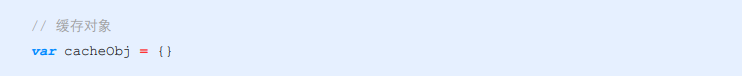 // 缓存对象
var cacheObj = {}